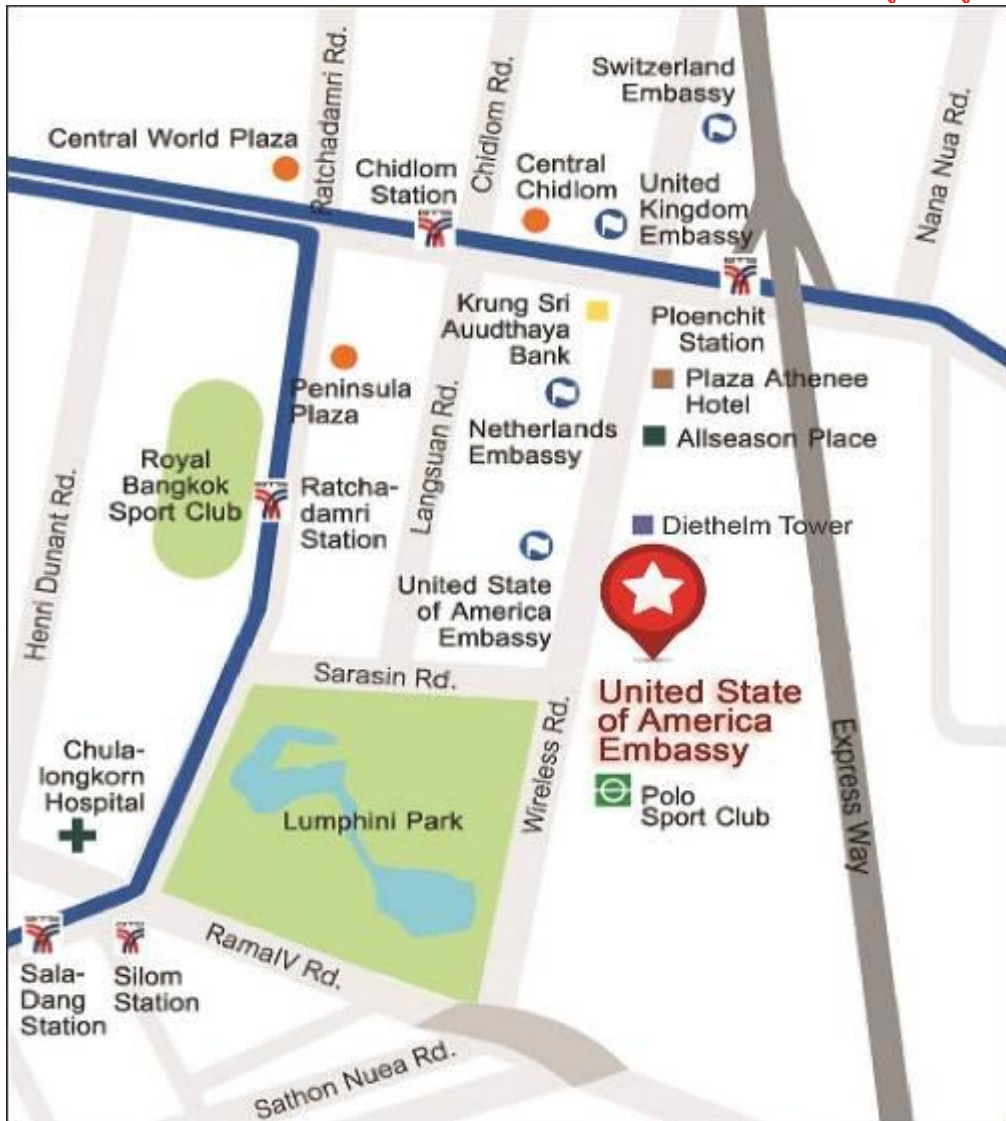 Ratchadamri Rd.
Chidlom Rd.
Switzerland
Embassy
Nana Nua Rd.
Central World Plaza
Chidlom
Station
Central
Chidlom
United
Kingdom
Embassy
Krung Sri
Auudthaya
Bank
Ploenchit
Station
Peninsula
Plaza
Plaza Athenee
Hotel
Netherlands
Embassy
Allseason Place
Langsuan Rd.
Henri Dunant Rd.
Royal
Bangkok
Sport Club
Ratcha-
damri
Station
Diethelm Tower
United State
of America
Embassy
Sarasin Rd.
United State
of America
Embassy
Wireless Rd.
Express Way
Chula-
longkorn
Hospital
Lumphini Park
Polo
Sport Club
RamaIV Rd.
Sala-
Dang
Station
Silom
Station
Sathon Nuea Rd.